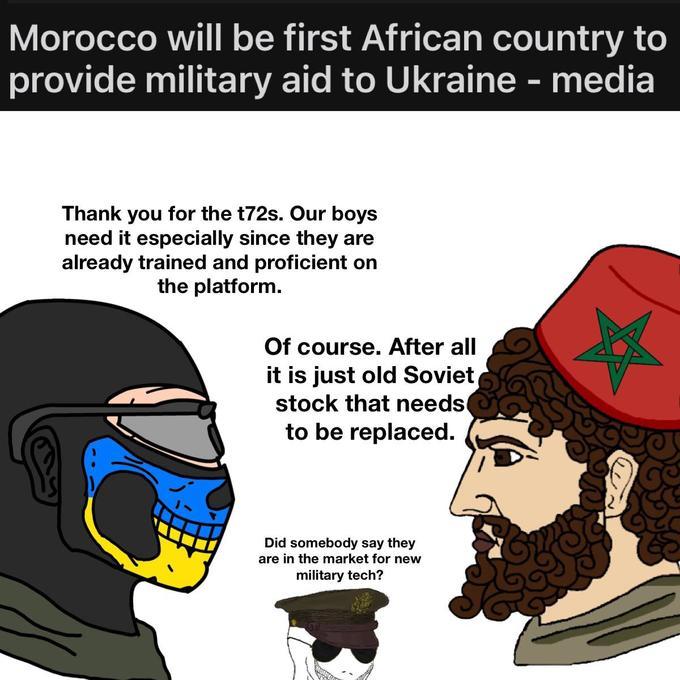 Morocco will be first African country to
provide military aid to Ukraine - media
Thank you for the t72s. Our boys
need it especially since they are
already trained and proficient on
the platform.
Of course. After all
it is just old Soviet
stock that needs
to be replaced.
Did somebody say they
are in the market for new
military tech?